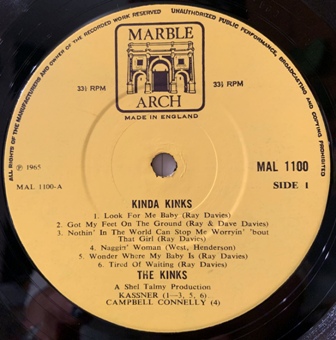 ALL RIGHTS OF THE MANUFACTURERS AND OWNER OF THE RECORDED WORK RESERVED UNAUTHORIZED PUBLIC PERFORMANCE, BROADCASTING AND COPYING PROHIBITED
MARBLE
ARCH
33⅓ RPM 33⅓ RPM
MADE IN ENGLAND
℗ 1965
MAL 1100-A
MAL 1100
SIDE 1
KINDA KINKS
1. Look For Me Baby (Ray Davies)
2. Got My Feet On The Ground (Ray & Dave Davies)
3. Nothin' In The World Can Stop Me Worryin' 'bout
That Girl (Ray Davies)
4. Naggin' Woman (West, Henderson)
5. Wonder Where My Baby Is (Ray Davies)
6. Tired Of Waiting (Ray Davies)
THE KINKS
A Shel Talmy Production
KASSNER (1—3, 5, 6)
CAMPBELL CONNELLY (4)